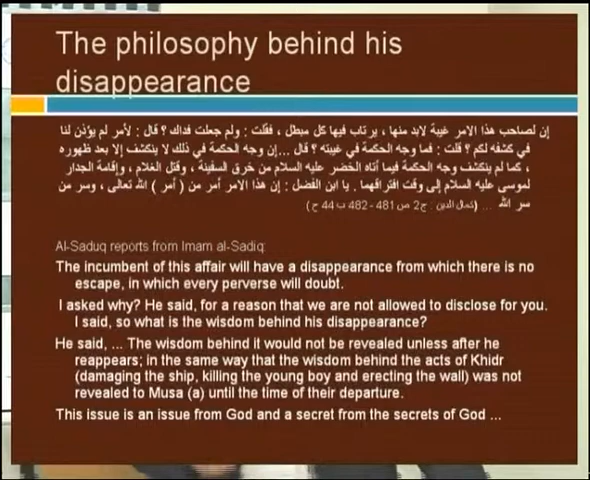 The philosophy behind his
disappearance
إن لصاحب هذا الامر غيبة لابد منها ، يرتاب فيها كل مبطل ، فقلت : ولم جعلت فداك ؟ قال : لأمر لم يؤذن لنا
في كشفه لكم ؟ قلت : فما وجه الحكمة في غيبته ؟ قال ...إن وجه الحكمة في ذلك لا ينكشف إلا بعد ظهوره
، كما لم ينكشف وجه الحكمة فيما أتاه الخضر عليه السلام من خرق السفينة ، وقتل الغلام ، وإقامة الجدار
لموسى عليه السلام إلى وقت افتراقهما . يا ابن الفضل : إن هذا الامر أمر من ( أمر ) الله تعالى ، وسر من
سر الله ... (كمال الدين : ج2 ص 481 - 482 ب 44 ح )
Al-Saduq reports from Imam al-Sadiq:
The incumbent of this affair will have a disappearance from which there is no
escape, in which every perverse will doubt.
I asked why? He said, for a reason that we are not allowed to disclose for you.
I said, so what is the wisdom behind his disappearance?
He said, ... The wisdom behind it would not be revealed unless after he
reappears; in the same way that the wisdom behind the acts of Khidr
(damaging the ship, killing the young boy and erecting the wall) was not
revealed to Musa (a) until the time of their departure.
This issue is an issue from God and a secret from the secrets of God ...